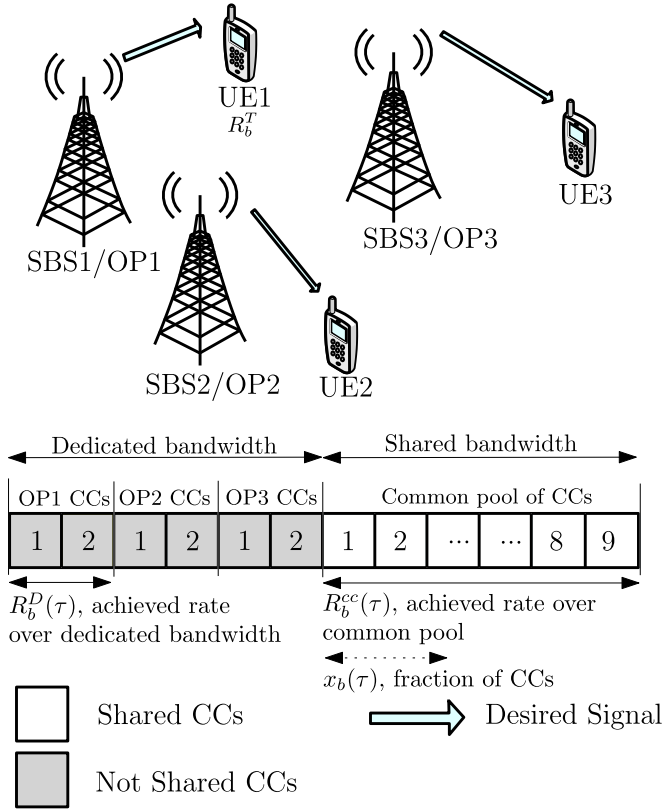 UE1
R_b^T
UE3
SBS3/OP3
SBS1/OP1
SBS2/OP2
UE2
Dedicated bandwidth
Shared bandwidth
OP1 CCs OP2 CCs OP3 CCs Common pool of CCs
1 2 1 2 1 2 1 2 ... ... 8 9
R_b^D(τ), achieved rate
over dedicated bandwidth
R_b^{cc}(τ), achieved rate over
common pool
x_b(τ), fraction of CCs
Shared CCs
Desired Signal
Not Shared CCs